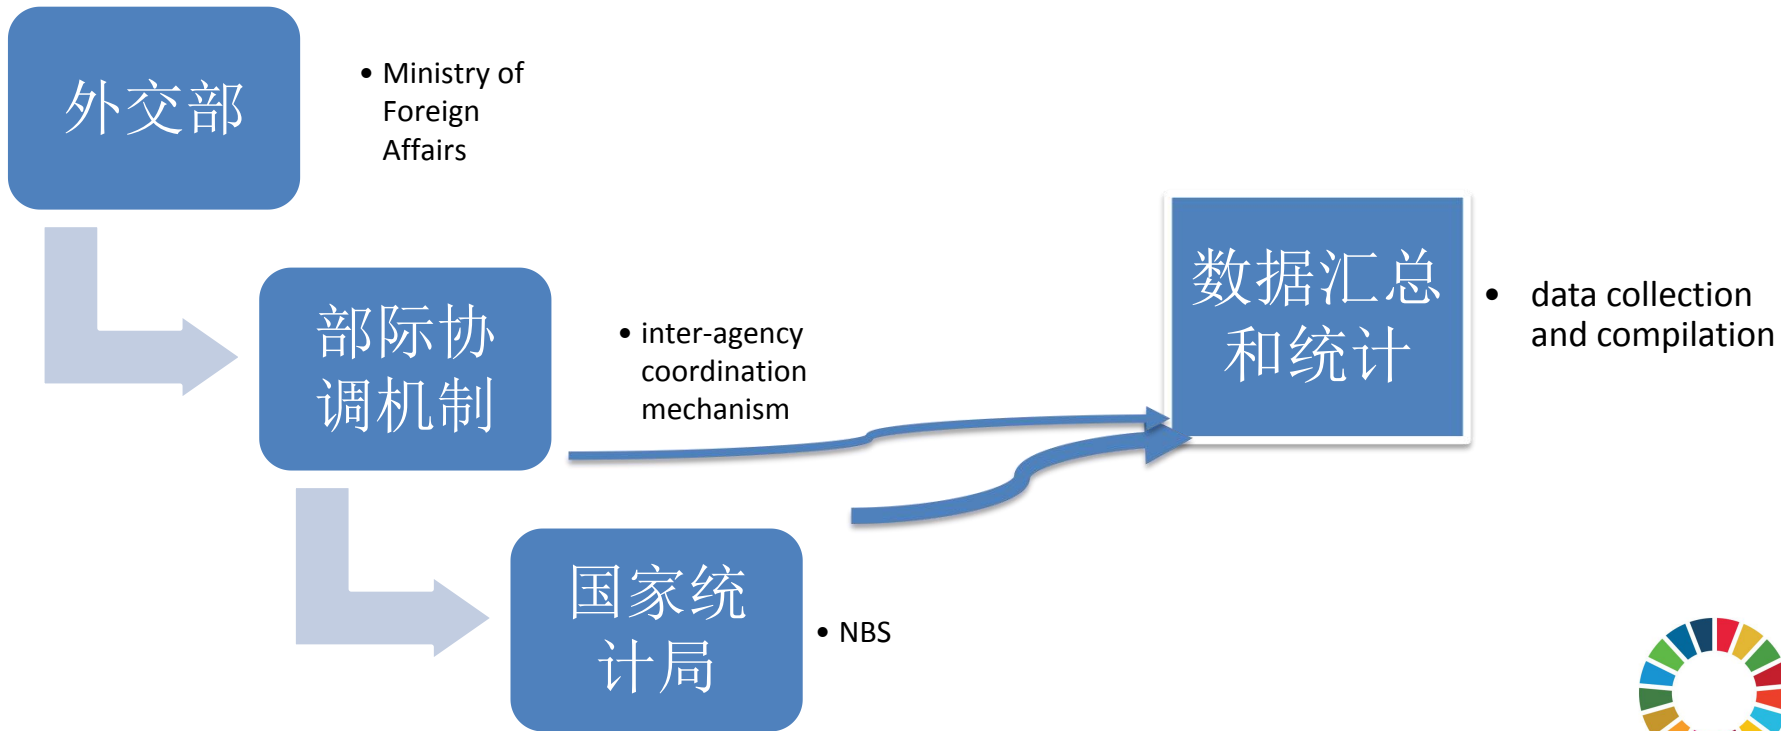 外交部
• Ministry of
Foreign
Affairs
部际协
调机制
• inter-agency
coordination
mechanism
国家统
计局
• NBS
数据汇总
和统计
• data collection
and compilation